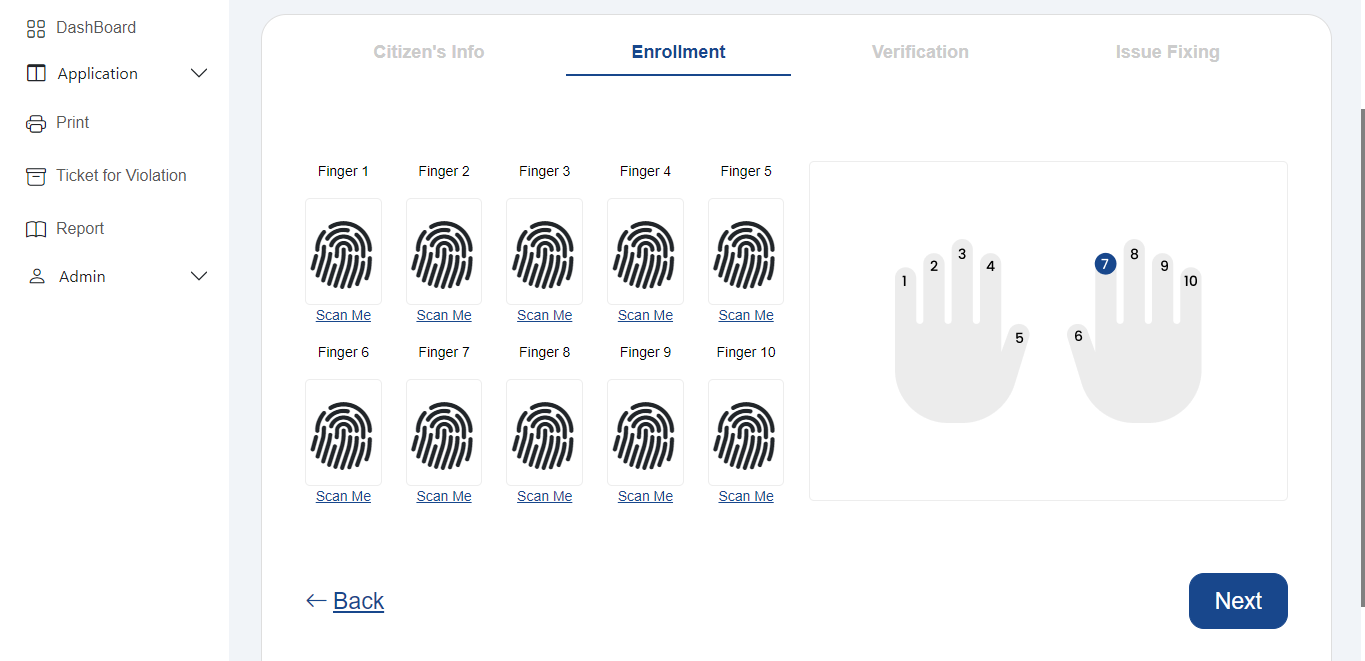 DashBoard
Application
Print
Ticket for Violation
Report
Admin
Citizen's Info Enrollment Verification Issue Fixing
Finger 1 Finger 2 Finger 3 Finger 4 Finger 5
Scan Me Scan Me Scan Me Scan Me Scan Me
Finger 6 Finger 7 Finger 8 Finger 9 Finger 10
Scan Me Scan Me Scan Me Scan Me Scan Me
1 2 3 4 5
6 7 8 9 10
Back
Next